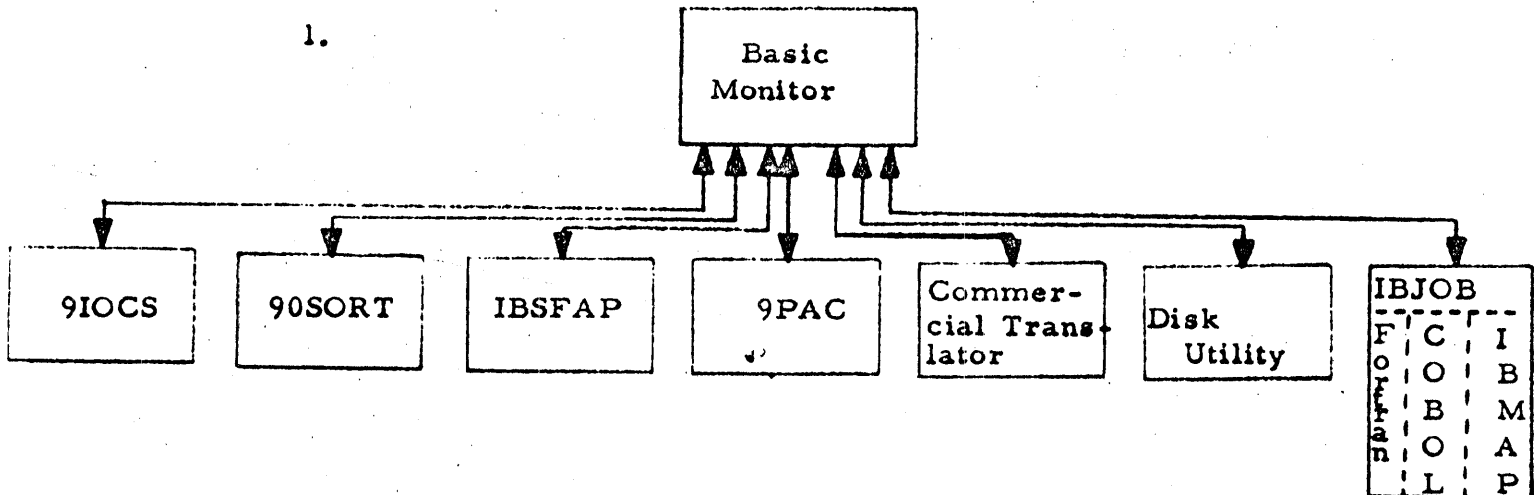 1.
Basic
Monitor
9IOCS
90SORT
IBSFAP
9PAC
Commer-
cial Trans-
lator
Disk
Utility
IBJOB
Fortran
COBOL
IBMAP